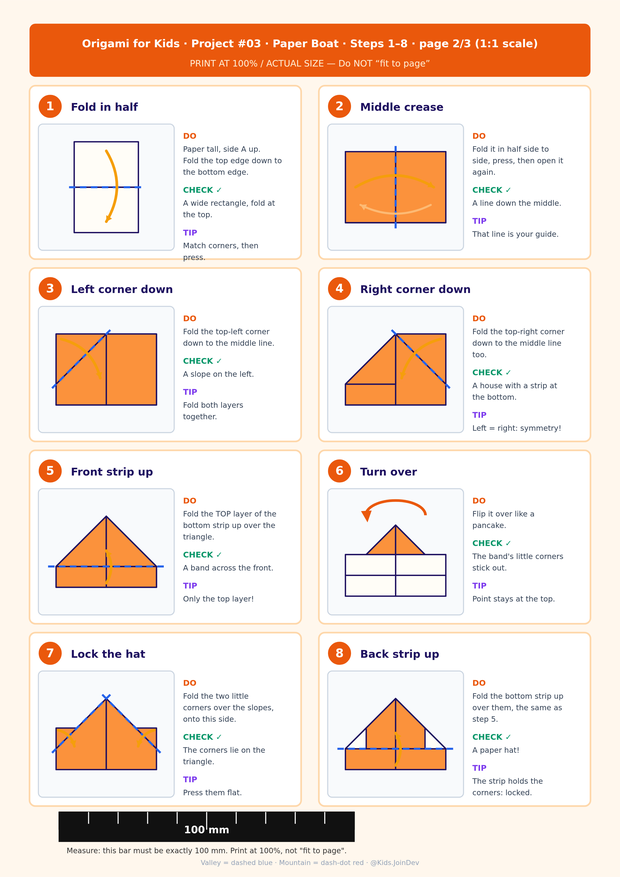 Origami for Kids · Project #03 · Paper Boat · Steps 1–8 · page 2/3 (1:1 scale)
PRINT AT 100% / ACTUAL SIZE — Do NOT "fit to page"
1 Fold in half
DO
Paper tall, side A up.
Fold the top edge down to
the bottom edge.
CHECK ✓
A wide rectangle, fold at
the top.
TIP
Match corners, then
press.
2 Middle crease
DO
Fold it in half side to
side, press, then open it
again.
CHECK ✓
A line down the middle.
TIP
That line is your guide.
3 Left corner down
DO
Fold the top-left corner
down to the middle line.
CHECK ✓
A slope on the left.
TIP
Fold both layers
together.
4 Right corner down
DO
Fold the top-right corner
down to the middle line
too.
CHECK ✓
A house with a strip at
the bottom.
TIP
Left = right: symmetry!
5 Front strip up
DO
Fold the TOP layer of the
bottom strip up over the
triangle.
CHECK ✓
A band across the front.
TIP
Only the top layer!
6 Turn over
DO
Flip it over like a
pancake.
CHECK ✓
The band's little corners
stick out.
TIP
Point stays at the top.
7 Lock the hat
DO
Fold the two little
corners over the slopes,
onto this side.
CHECK ✓
The corners lie on the
triangle.
TIP
Press them flat.
8 Back strip up
DO
Fold the bottom strip up
over them, the same as
step 5.
CHECK ✓
A paper hat!
TIP
The strip holds the
corners: locked.
100 mm
Measure: this bar must be exactly 100 mm. Print at 100%, not "fit to page".
Valley = dashed blue · Mountain = dash-dot red · @Kids.JoinDev